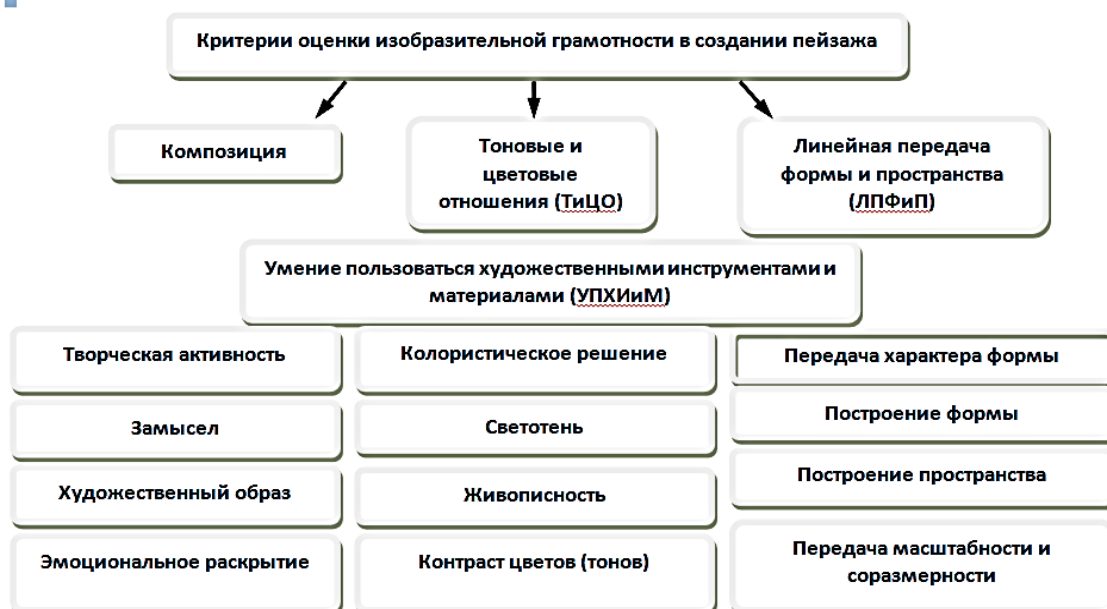 Критерии оценки изобразительной грамотности в создании пейзажа
Композиция
Тоновые и
цветовые
отношения (ТиЦО)
Линейная передача
формы и пространства
(ЛПФиП)
Умение пользоваться художественными инструментами и
материалами (УПХИиМ)
Творческая активность
Колористическое решение
Передача характера формы
Замысел
Светотень
Построение формы
Художественный образ
Живописность
Построение пространства
Эмоциональное раскрытие
Контраст цветов (тонов)
Передача масштабности и
соразмерности